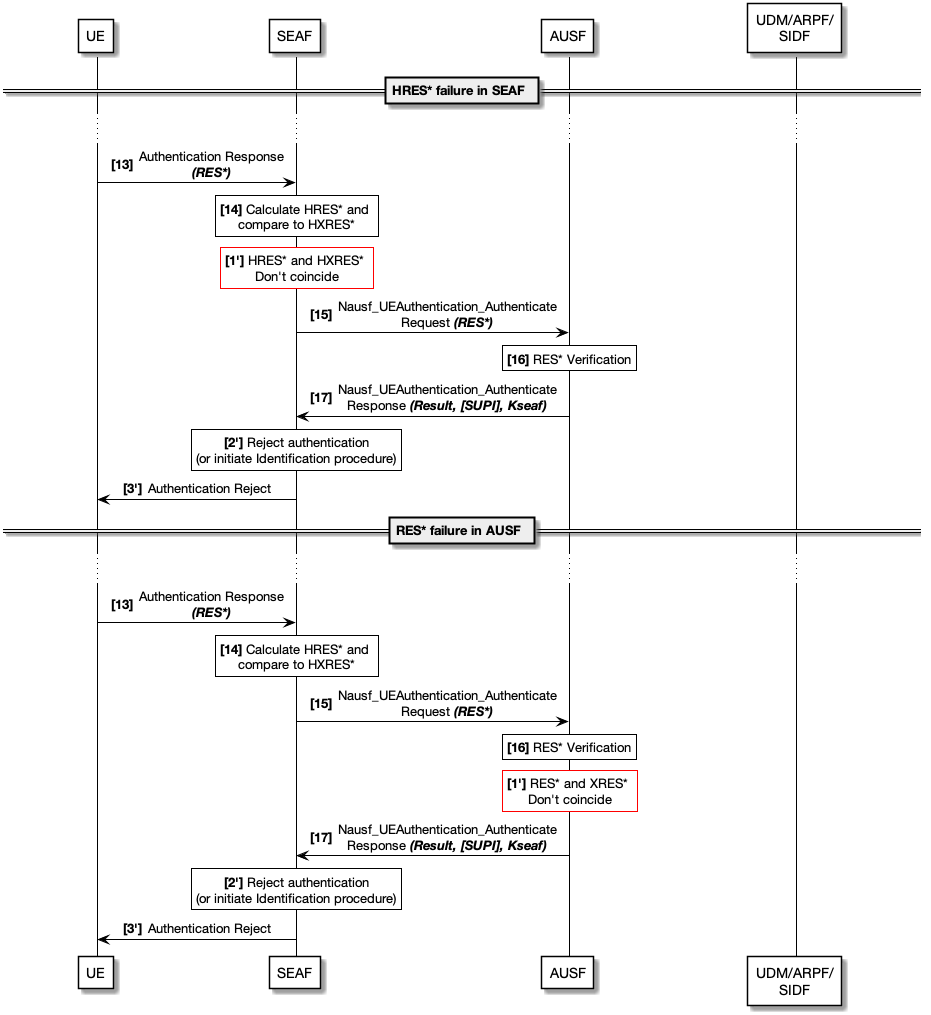 UE
SEAF
AUSF
UDM/ARPF/
SIDF
HRES* failure in SEAF
[13] Authentication Response
(RES*)
[14] Calculate HRES* and
compare to HXRES*
[1'] HRES* and HXRES*
Don't coincide
[15] Nausf_UEAuthentication_Authenticate
Request (RES*)
[16] RES* Verification
[17] Nausf_UEAuthentication_Authenticate
Response (Result, [SUPI], Kseaf)
[2'] Reject authentication
(or initiate Identification procedure)
[3'] Authentication Reject
RES* failure in AUSF
[13] Authentication Response
(RES*)
[14] Calculate HRES* and
compare to HXRES*
[15] Nausf_UEAuthentication_Authenticate
Request (RES*)
[16] RES* Verification
[1'] RES* and XRES*
Don't coincide
[17] Nausf_UEAuthentication_Authenticate
Response (Result, [SUPI], Kseaf)
[2'] Reject authentication
(or initiate Identification procedure)
[3'] Authentication Reject
UE
SEAF
AUSF
UDM/ARPF/
SIDF